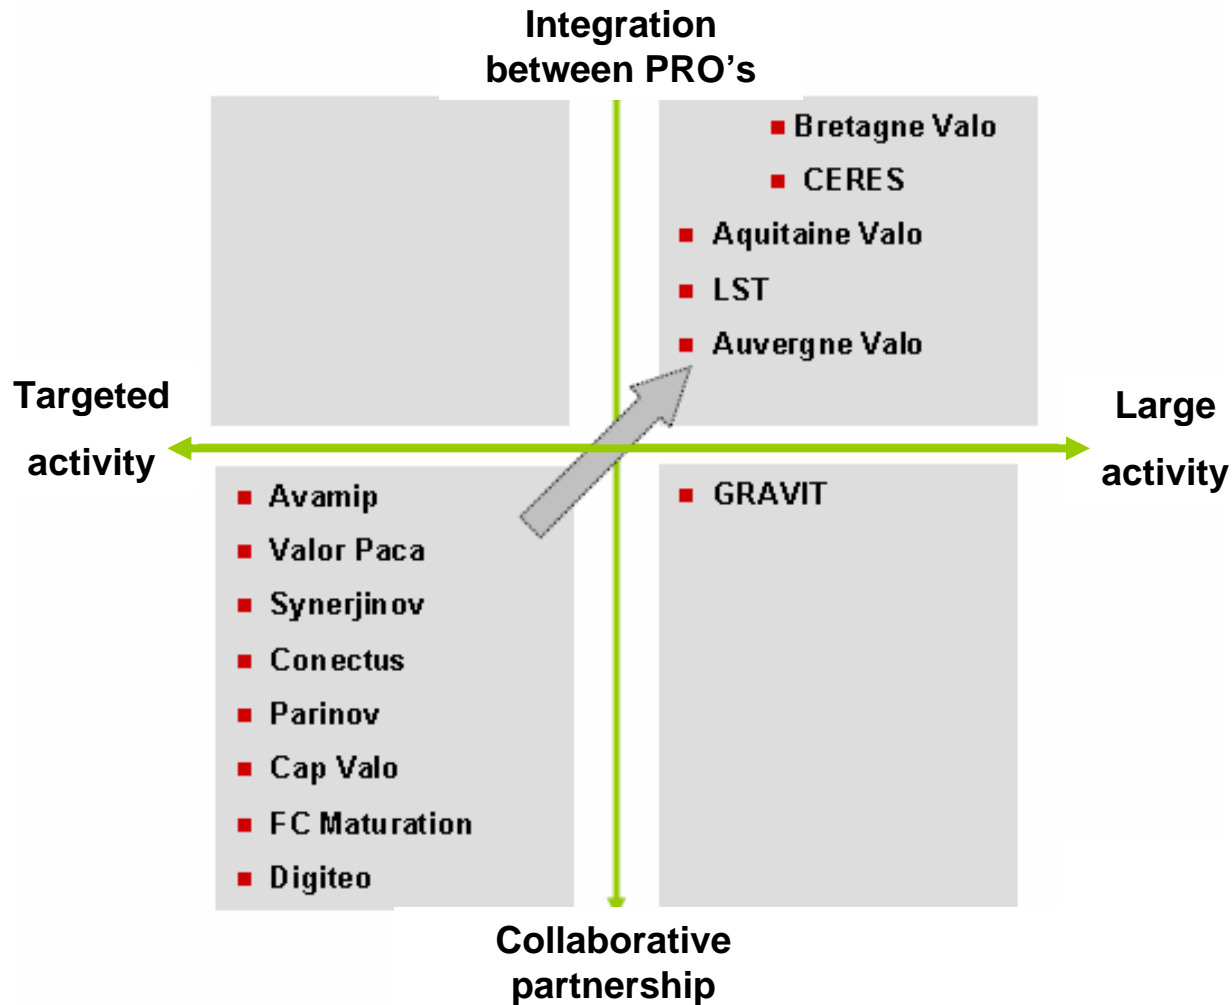 Integration
between PRO's
Bretagne Valo
CERES
Aquitaine Valo
LST
Auvergne Valo
Targeted
activity
Large
activity
Avamip
Valor Paca
Synerjinov
Conectus
Parinov
Cap Valo
FC Maturation
Digiteo
GRAVIT
Collaborative
partnership